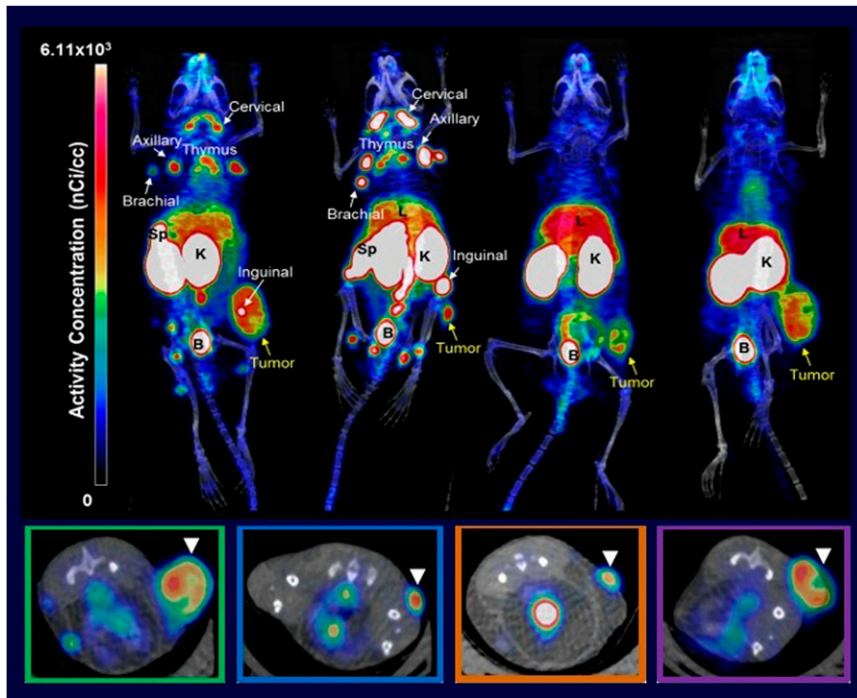 6.11x10³
Activity Concentration (nCi/cc)
0
Cervical
Axillary
Thymus
Brachial
Sp
K
Inguinal
B
Tumor
Cervical
Axillary
Thymus
Brachial
L
Sp
K
Inguinal
B
Tumor
L
K
B
Tumor
L
K
B
Tumor